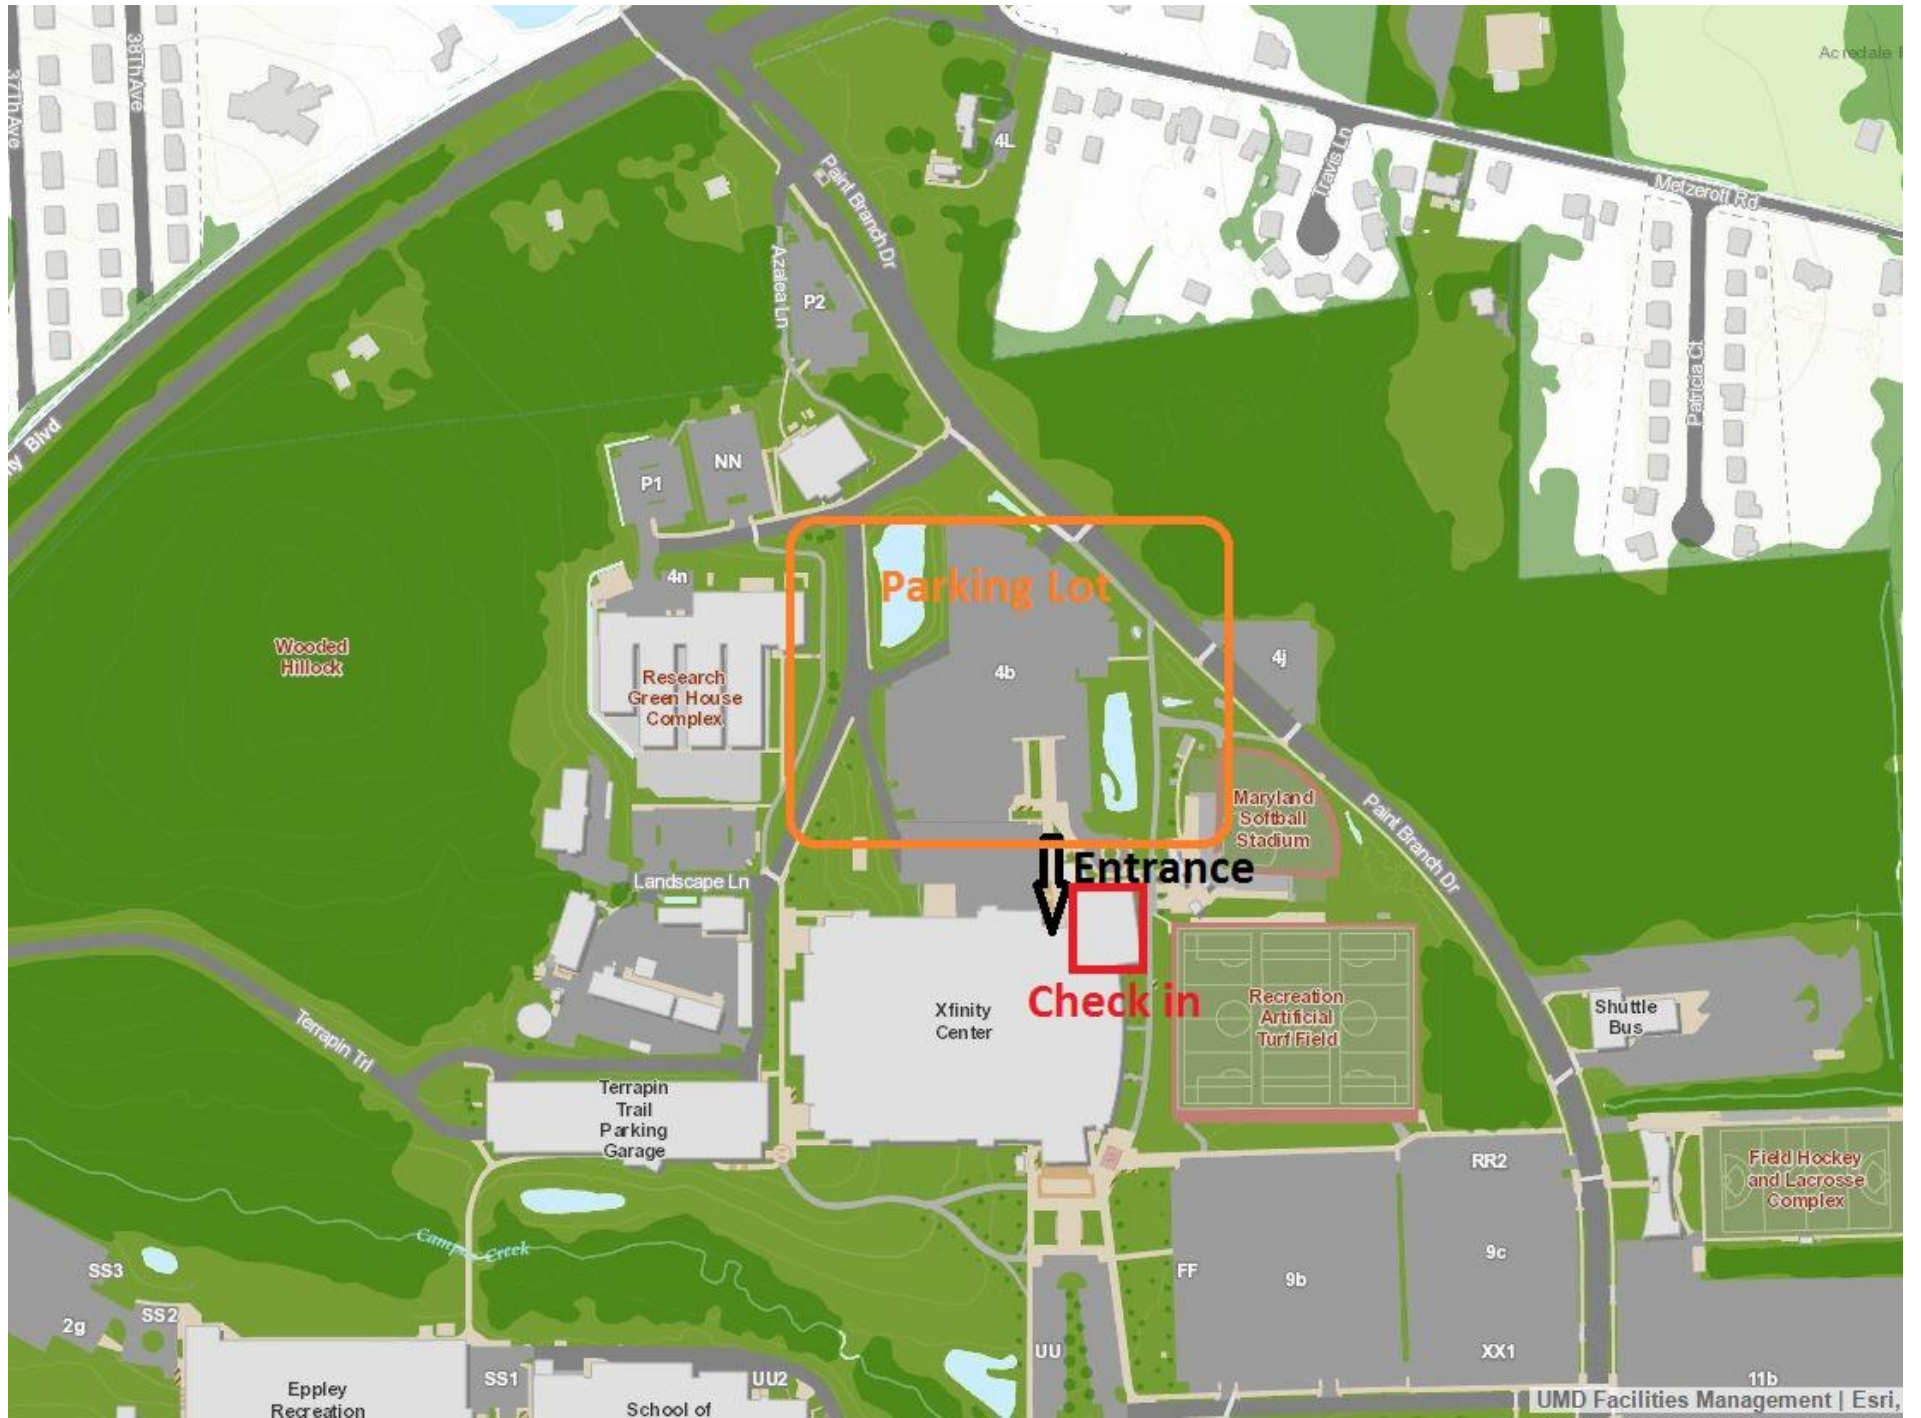 37Th Ave
38Th Ave
Acredale
4L
Travis Ln
Metzerott Rd
Paint Branch Dr
Azalea Ln
P2
Patricia Ct
Blvd
P1
NN
4n
Parking Lot
Wooded
Hillock
Research
Green House
Complex
4b
4j
Maryland
Softball
Stadium
Paint Branch Dr
Entrance
Landscape Ln
Check in
Xfinity
Center
Recreation
Artificial
Turf Field
Shuttle
Bus
Terrapin Trl
Terrapin
Trail
Parking
Garage
RR2
Field Hockey
and Lacrosse
Complex
Creek
SS3
SS2
2g
FF
9b
9c
UU
XX1
SS1
UU2
11b
Eppley
Recreation
School of
UMD Facilities Management | Esri,